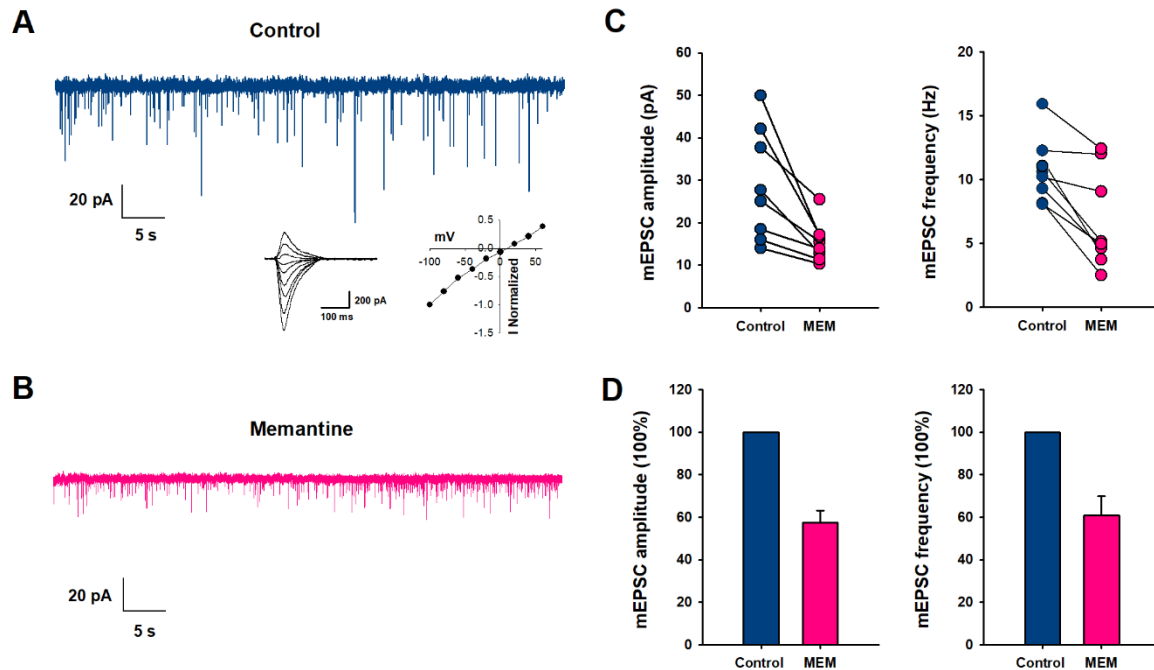 A
Control
20 pA
5 s
200 pA
100 ms
mV
0.5
0.0
-0.5
-1.0
-1.5
-100
-50
0
50
I Normalized
B
Memantine
20 pA
5 s
C
mEPSC amplitude (pA)
60
50
40
30
20
10
0
Control
MEM
mEPSC frequency (Hz)
20
15
10
5
0
Control
MEM
D
mEPSC amplitude (100%)
120
100
80
60
40
20
0
Control
MEM
mEPSC frequency (100%)
120
100
80
60
40
20
0
Control
MEM